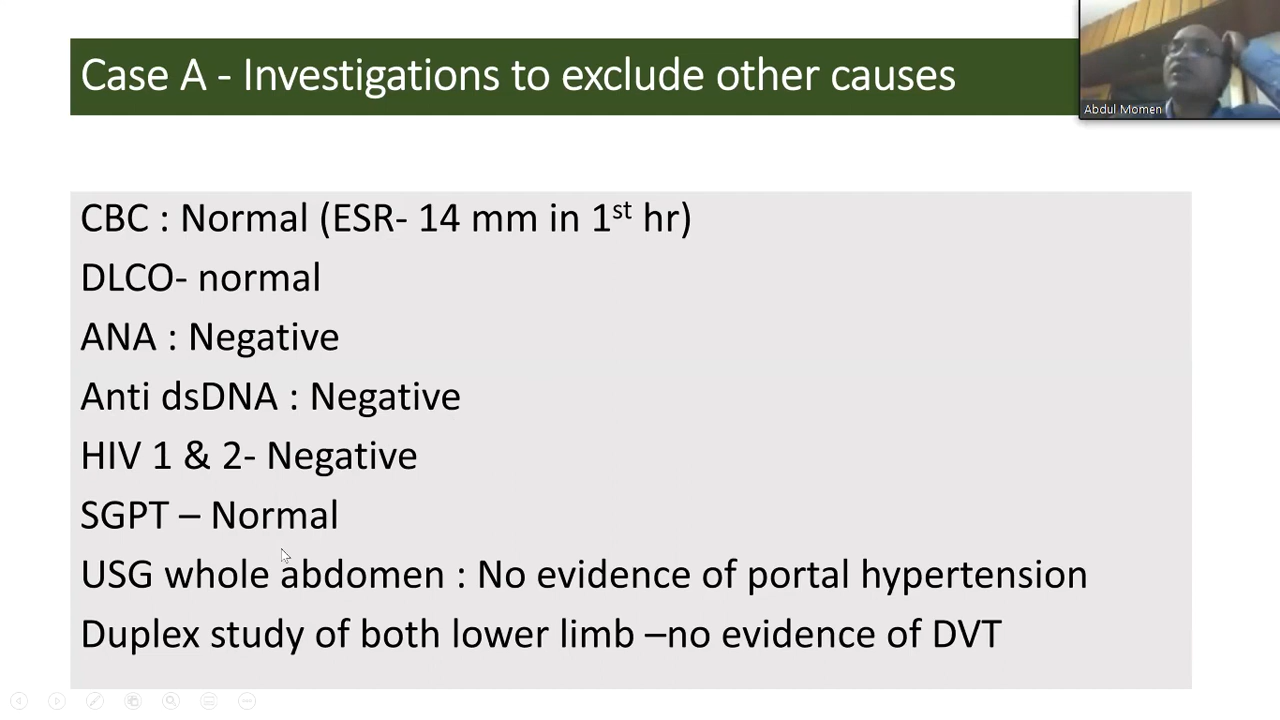 Case A - Investigations to exclude other causes
Abdul Momen
CBC : Normal (ESR- 14 mm in 1st hr)
DLCO- normal
ANA : Negative
Anti dsDNA : Negative
HIV 1 & 2- Negative
SGPT – Normal
USG whole abdomen : No evidence of portal hypertension
Duplex study of both lower limb –no evidence of DVT